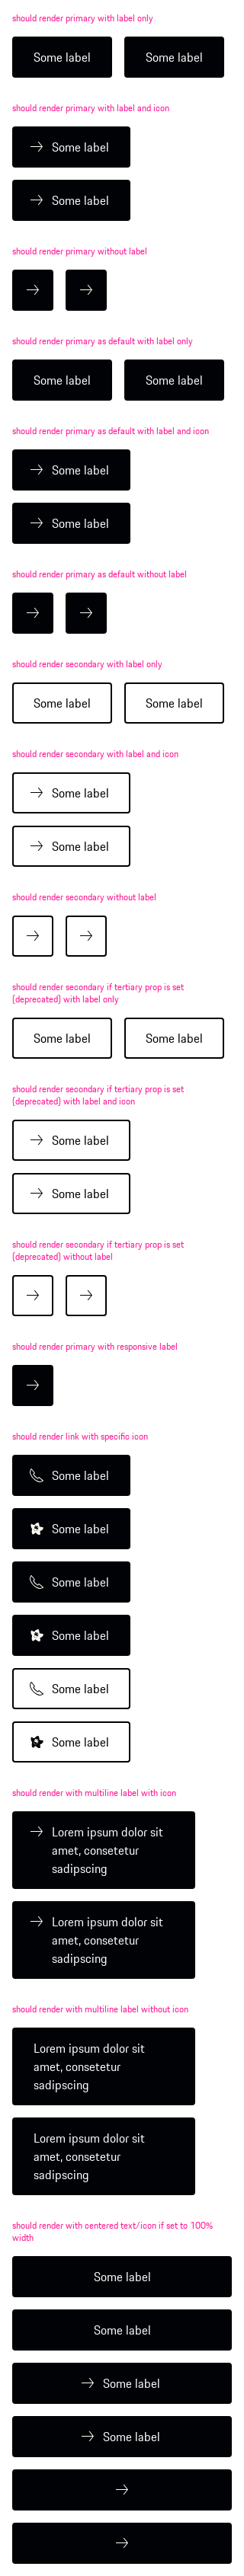 should render primary with label only
Some label Some label
should render primary with label and icon
Some label
Some label
should render primary without label
should render primary as default with label only
Some label Some label
should render primary as default with label and icon
Some label
Some label
should render primary as default without label
should render secondary with label only
Some label Some label
should render secondary with label and icon
Some label
Some label
should render secondary without label
should render secondary if tertiary prop is set
(deprecated) with label only
Some label Some label
should render secondary if tertiary prop is set
(deprecated) with label and icon
Some label
Some label
should render secondary if tertiary prop is set
(deprecated) without label
should render primary with responsive label
should render link with specific icon
Some label
Some label
Some label
Some label
Some label
Some label
should render with multiline label with icon
Lorem ipsum dolor sit
amet, consetetur
sadipscing
Lorem ipsum dolor sit
amet, consetetur
sadipscing
should render with multiline label without icon
Lorem ipsum dolor sit
amet, consetetur
sadipscing
Lorem ipsum dolor sit
amet, consetetur
sadipscing
should render with centered text/icon if set to 100%
width
Some label
Some label
Some label
Some label